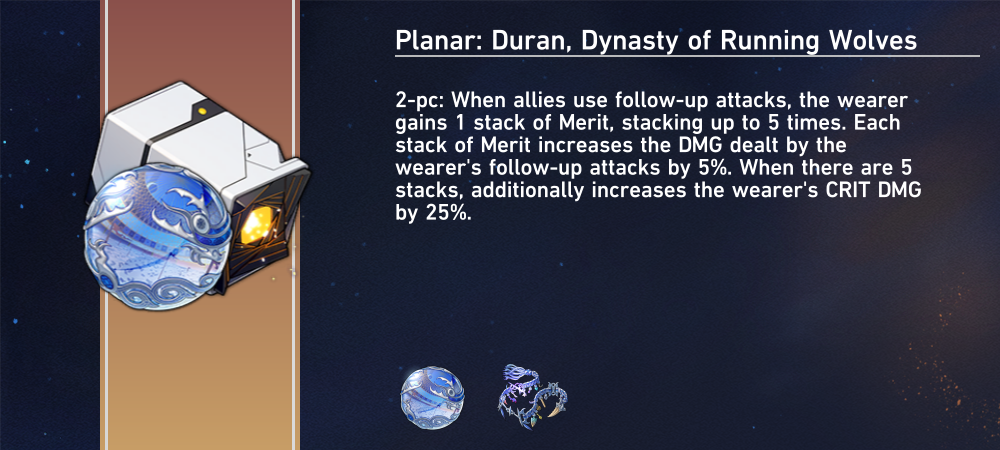 Planar: Duran, Dynasty of Running Wolves
2-pc: When allies use follow-up attacks, the wearer
gains 1 stack of Merit, stacking up to 5 times. Each
stack of Merit increases the DMG dealt by the
wearer's follow-up attacks by 5%. When there are 5
stacks, additionally increases the wearer's CRIT DMG
by 25%.